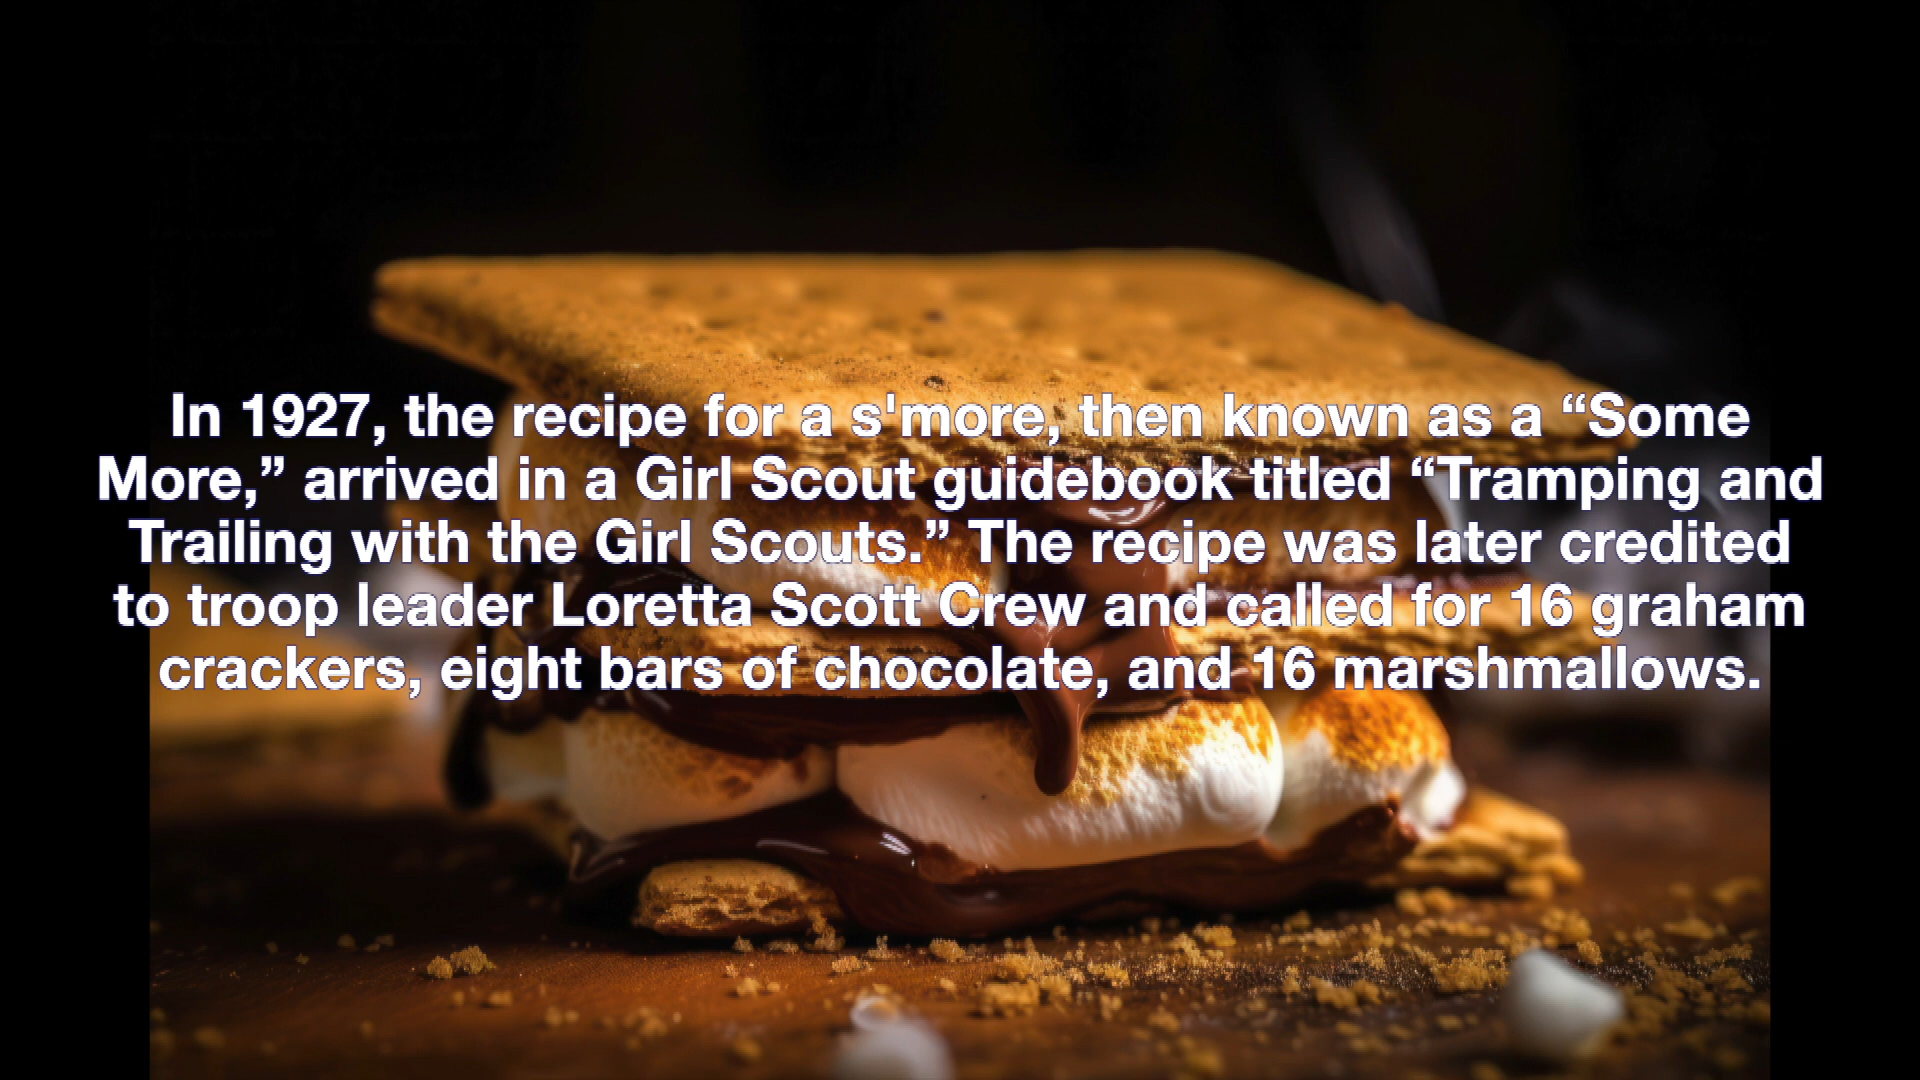 In 1927, the recipe for a s'more, then known as a “Some
More,” arrived in a Girl Scout guidebook titled “Tramping and
Trailing with the Girl Scouts.” The recipe was later credited
to troop leader Loretta Scott Crew and called for 16 graham
crackers, eight bars of chocolate, and 16 marshmallows.